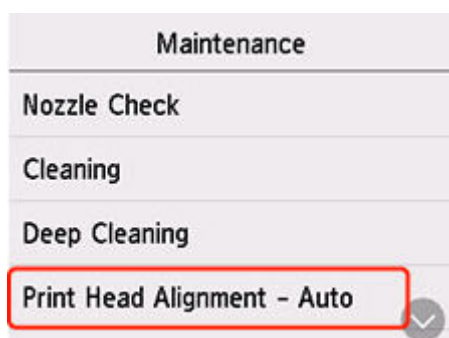 Maintenance
Nozzle Check
Cleaning
Deep Cleaning
Print Head Alignment – Auto